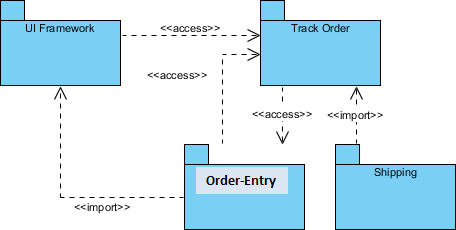 UI Framework
<<access>>
Track Order
<<access>>
<<access>>
<<import>>
Order-Entry
Shipping
<<import>>